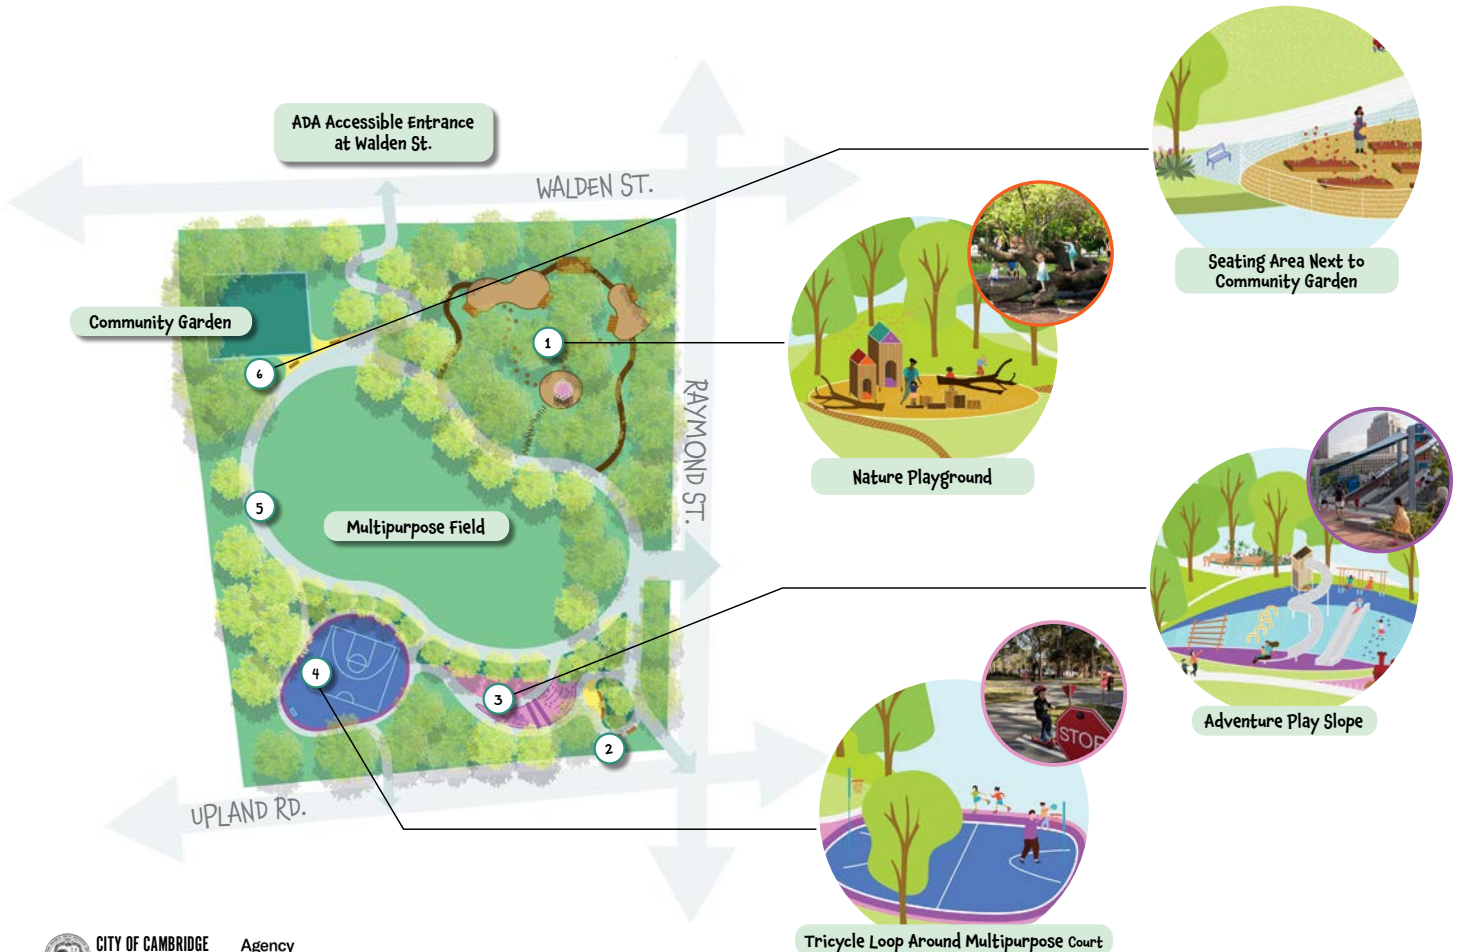 ADA Accessible Entrance
at Walden St.
WALDEN ST.
Seating Area Next to
Community Garden
Community Garden
1
6
RAYMOND ST.
Nature Playground
5
Multipurpose Field
4
3
2
STOP
Adventure Play Slope
UPLAND RD.
Tricycle Loop Around Multipurpose Court
CITY OF CAMBRIDGE
Agency